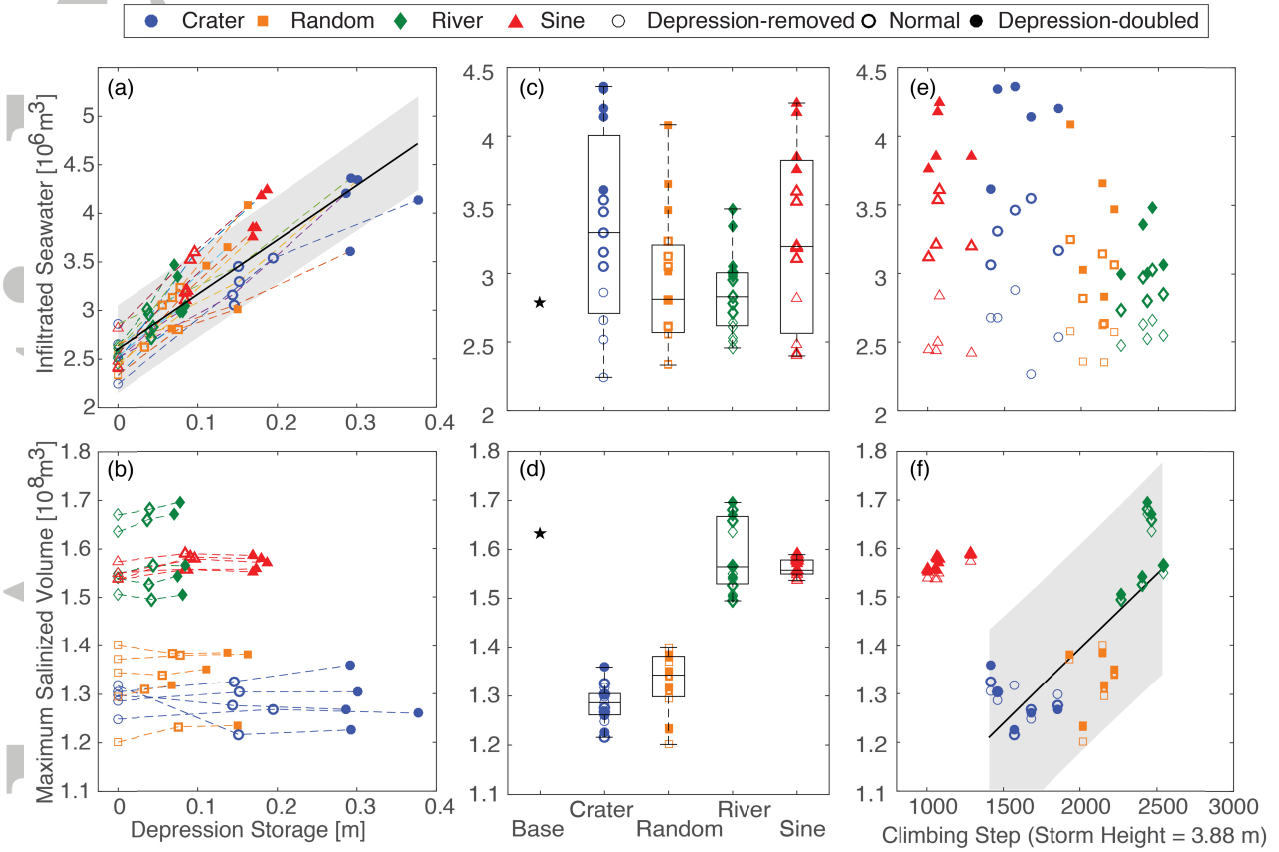 Crater Random River Sine Depression-removed Normal Depression-doubled
(a)
Infiltrated Seawater [10⁶m³]
5
4.5
4
3.5
3
2.5
2
0 0.1 0.2 0.3 0.4
(c)
4.5
4
3.5
3
2.5
2
(e)
4.5
4
3.5
3
2.5
2
(b)
Maximum Salinized Volume [10⁸m³]
1.8
1.7
1.6
1.5
1.4
1.3
1.2
1.1
0 0.1 0.2 0.3 0.4
Depression Storage [m]
(d)
1.8
1.7
1.6
1.5
1.4
1.3
1.2
1.1
Crater River
Base Random Sine
(f)
1.8
1.7
1.6
1.5
1.4
1.3
1.2
1.1
1000 1500 2000 2500 3000
Climbing Step (Storm Height = 3.88 m)